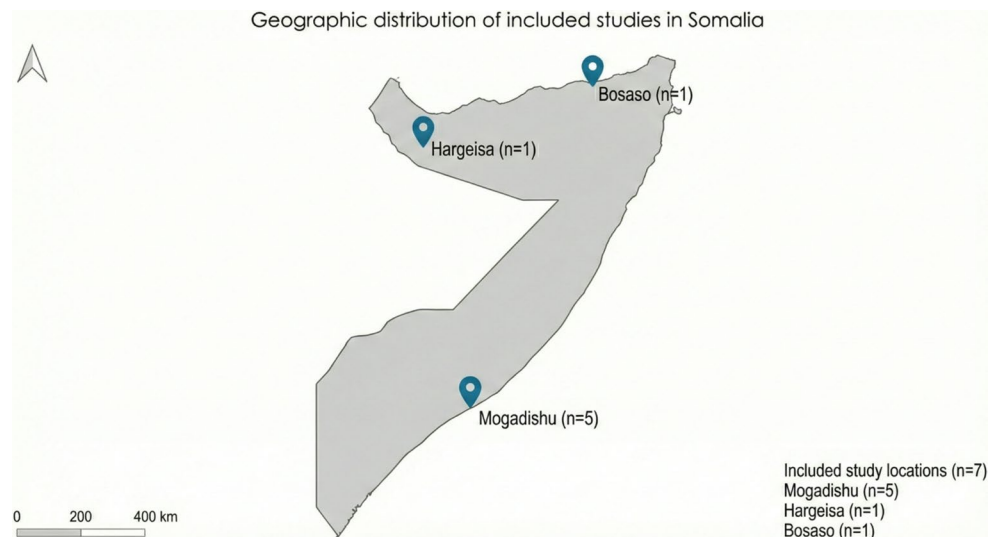 Geographic distribution of included studies in Somalia
Bosaso (n=1)
Hargeisa (n=1)
Mogadishu (n=5)
Included study locations (n=7)
Mogadishu (n=5)
Hargeisa (n=1)
Bosaso (n=1)
0 200 400 km